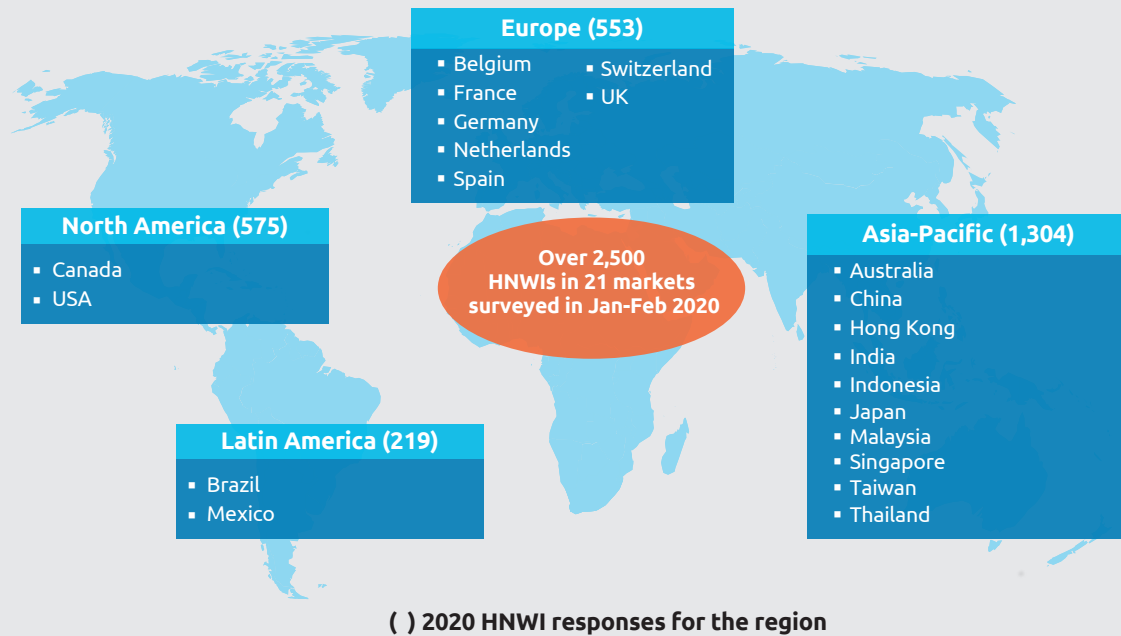 Europe (553)
▪ Belgium
▪ France
▪ Germany
▪ Netherlands
▪ Spain
▪ Switzerland
▪ UK
North America (575)
▪ Canada
▪ USA
Over 2,500
HNWIs in 21 markets
surveyed in Jan-Feb 2020
Asia-Pacific (1,304)
▪ Australia
▪ China
▪ Hong Kong
▪ India
▪ Indonesia
▪ Japan
▪ Malaysia
▪ Singapore
▪ Taiwan
▪ Thailand
Latin America (219)
▪ Brazil
▪ Mexico
( ) 2020 HNWI responses for the region